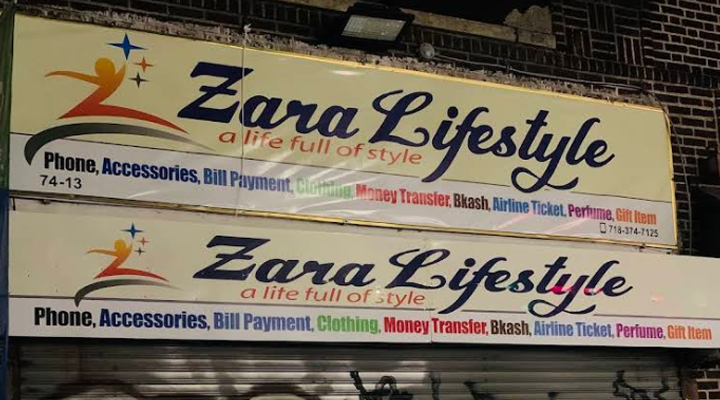 Zara Lifestyle
a life full of style
Phone, Accessories, Bill Payment, Clothing, Money Transfer, Bkash, Airline Ticket, Perfume, Gift Item
74-13
718-374-7125
Zara Lifestyle
a life full of style
Phone, Accessories, Bill Payment, Clothing, Money Transfer, Bkash, Airline Ticket, Perfume, Gift Item